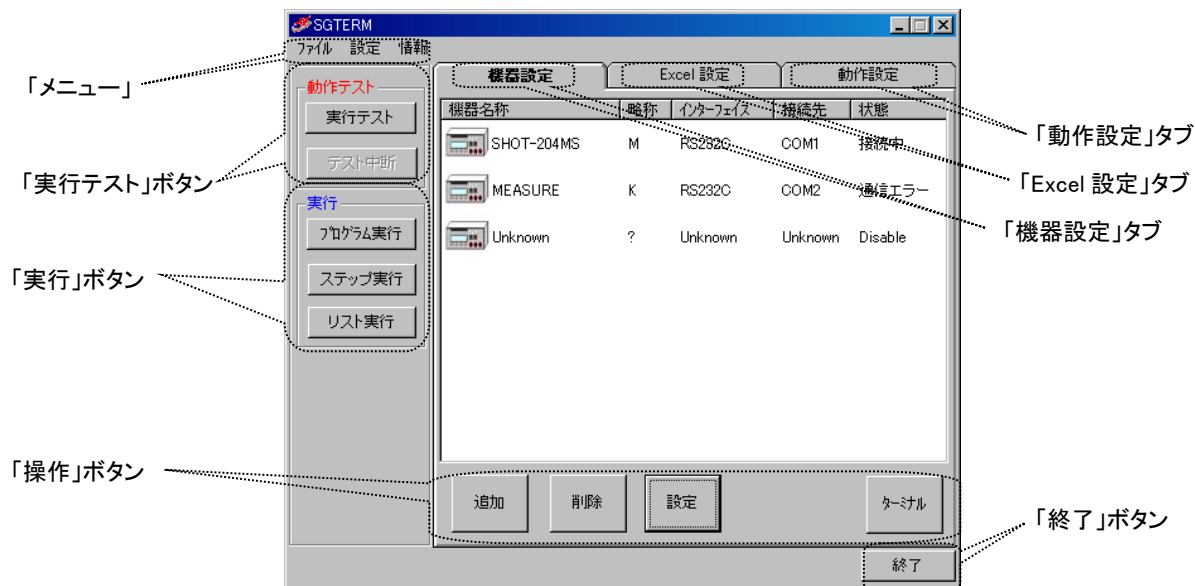 SGTERM
ファイル 設定 情報
「メニュー」
動作テスト
実行テスト
テスト中断
「実行テスト」ボタン
実行
プログラム実行
ステップ実行
リスト実行
「実行」ボタン
機器設定 Excel 設定 動作設定
機器名称 略称 インターフェイズ 接続先 状態
SHOT-204MS M RS232C COM1 接続中
MEASURE K RS232C COM2 通信エラー
Unknown ? Unknown Unknown Disable
「動作設定」タブ
「Excel 設定」タブ
「機器設定」タブ
「操作」ボタン
追加 削除 設定 ターミナル
「終了」ボタン
終了